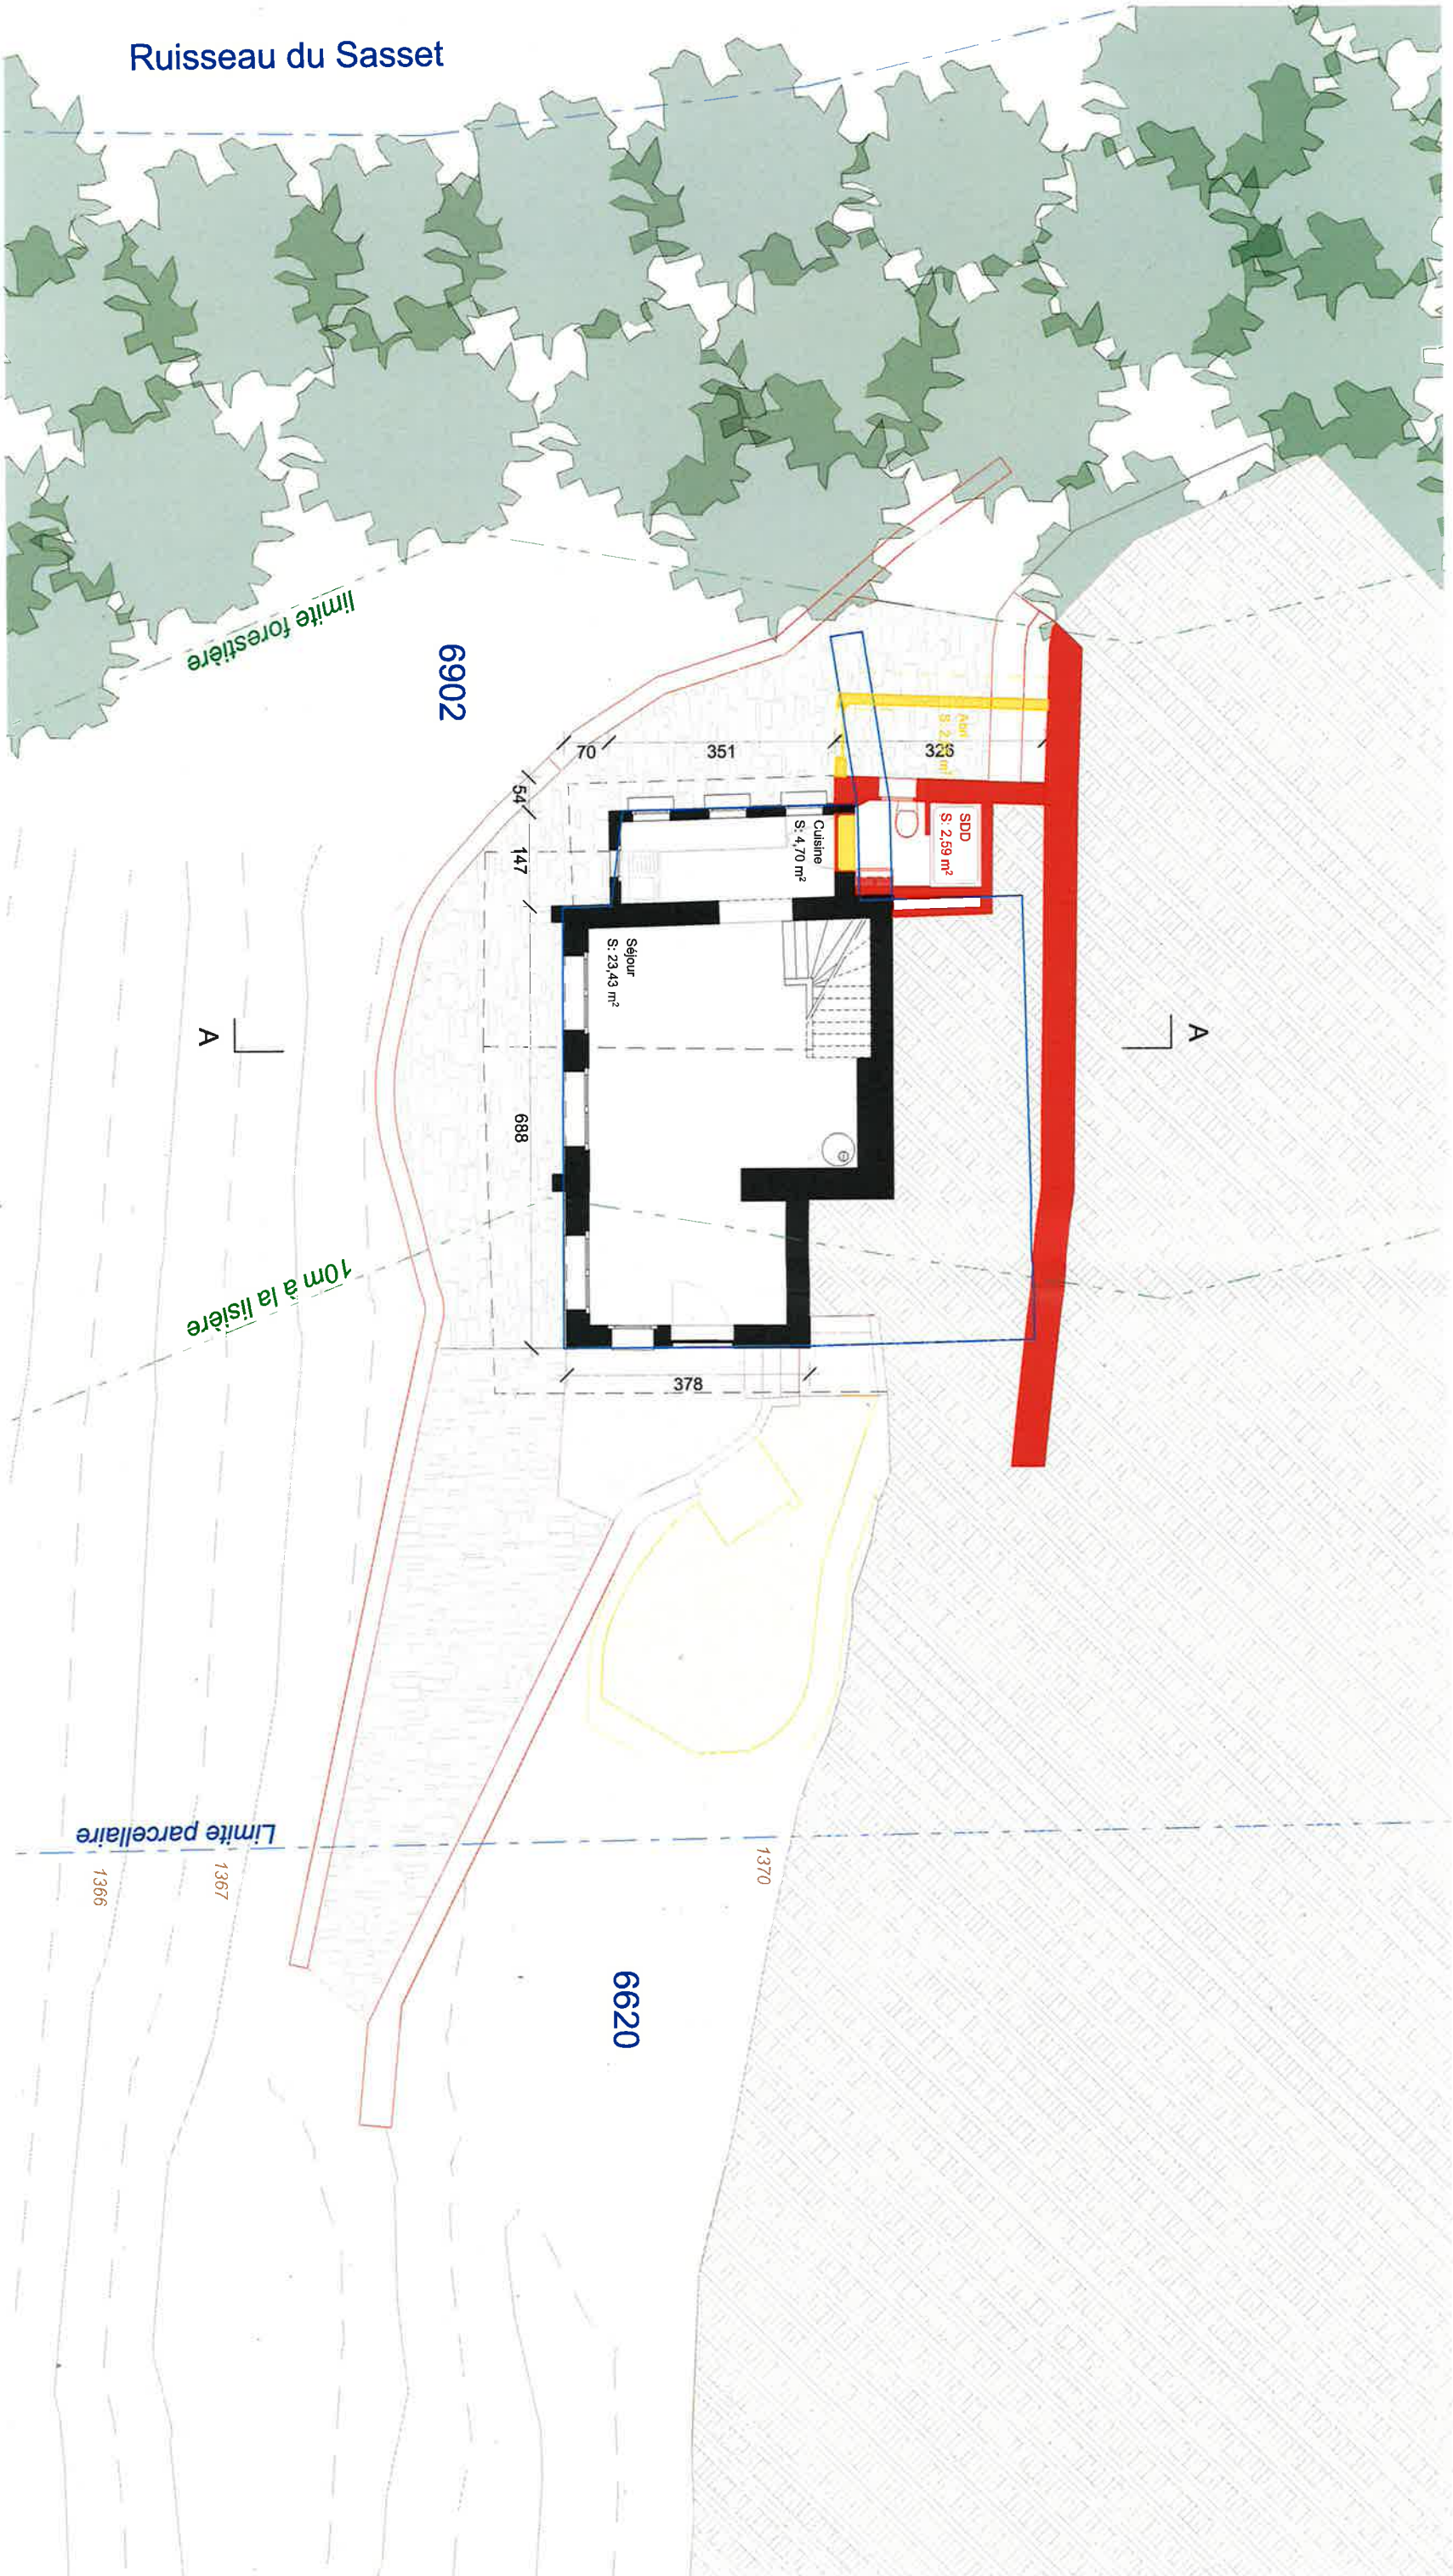 Ruisseau du Sasset
limite forestière
6902
70
351
326
Abri
54
147
688
Cuisine
S: 4,70 m²
SDD
S: 2,59 m²
Séjour
S: 23,43 m²
A
A
10m à la lisière
378
Limite parcellaire
1366
1367
1370
6620